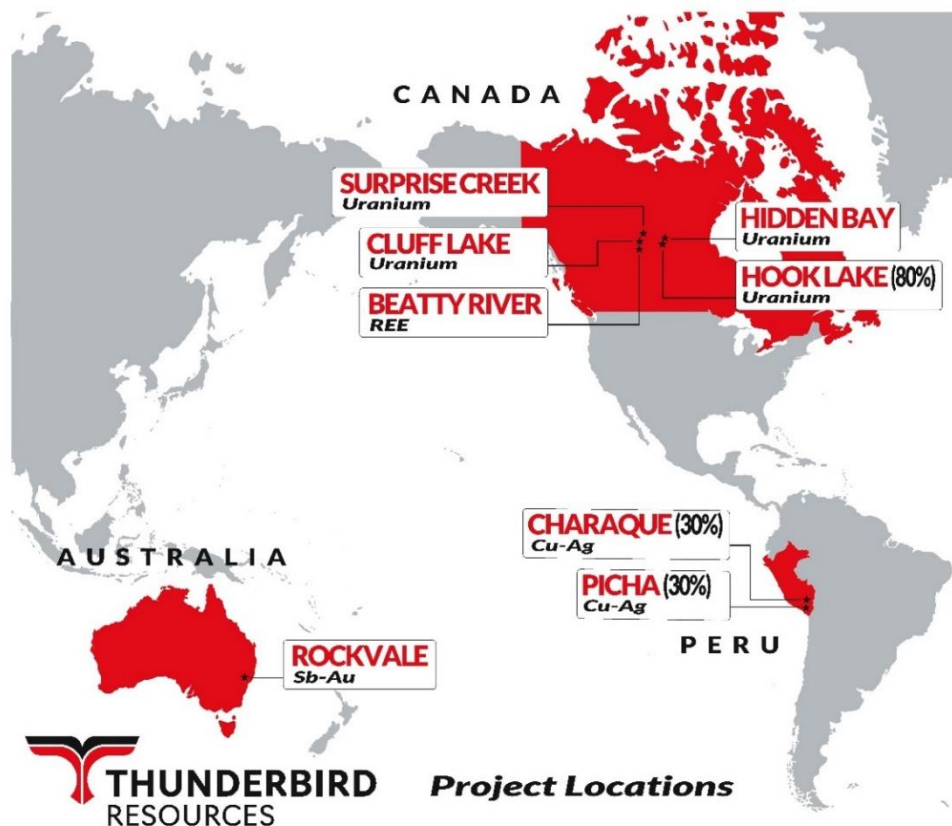 CANADA
SURPRISE CREEK
Uranium
CLUFF LAKE
Uranium
BEATTY RIVER
REE
HIDDEN BAY
Uranium
HOOK LAKE (80%)
Uranium
CHARAQUE (30%)
Cu-Ag
PICHA (30%)
Cu-Ag
PERU
AUSTRALIA
ROCKVALE
Sb-Au
THUNDERBIRD
RESOURCES
Project Locations